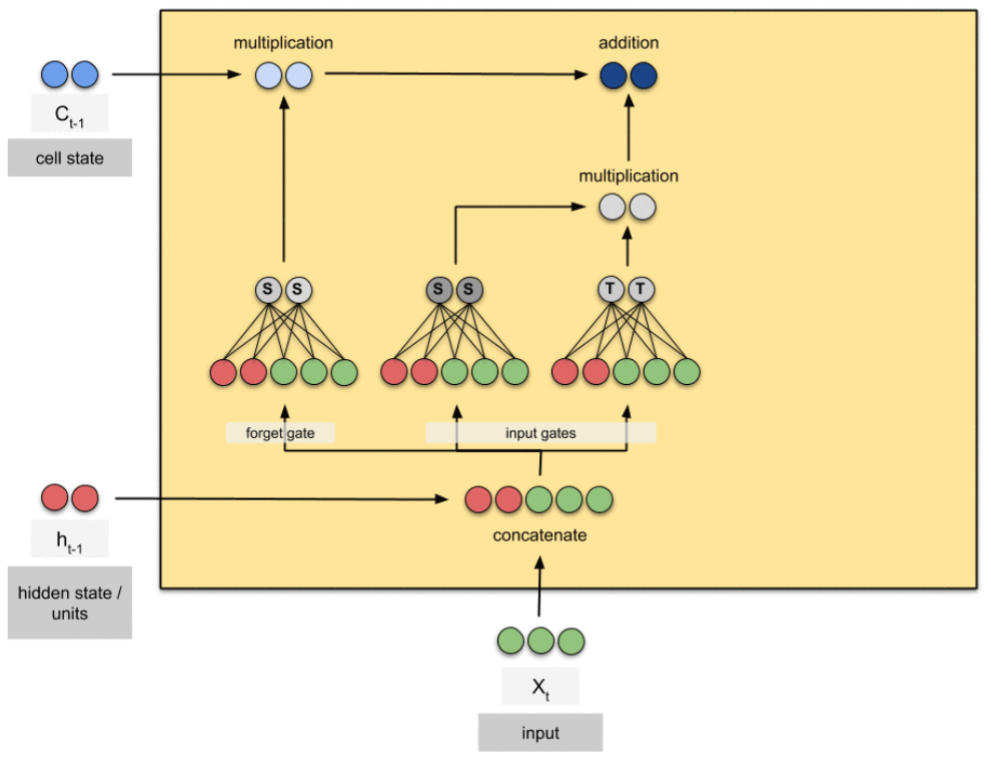 multiplication
addition
C t-1
cell state
multiplication
S S
S S
T T
forget gate
input gates
h t-1
concatenate
hidden state /
units
X t
input